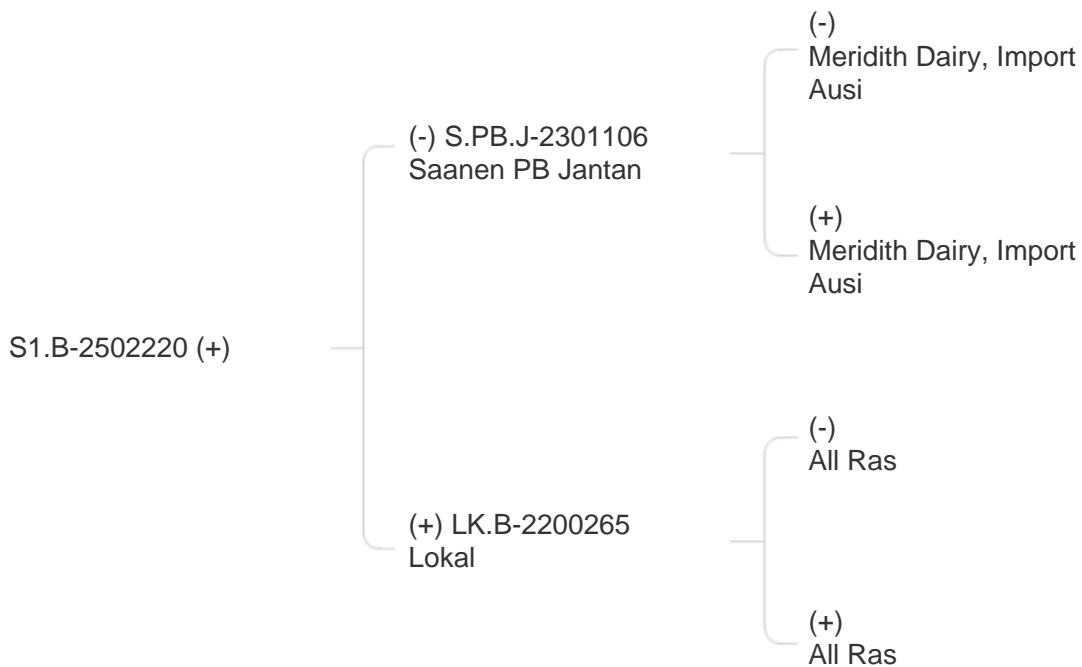 (-)
Meridith Dairy, Import
Ausi
(-) S.PB.J-2301106
Saanen PB Jantan
(+)
Meridith Dairy, Import
Ausi
S1.B-2502220 (+)
(-)
All Ras
(+) LK.B-2200265
Lokal
(+)
All Ras